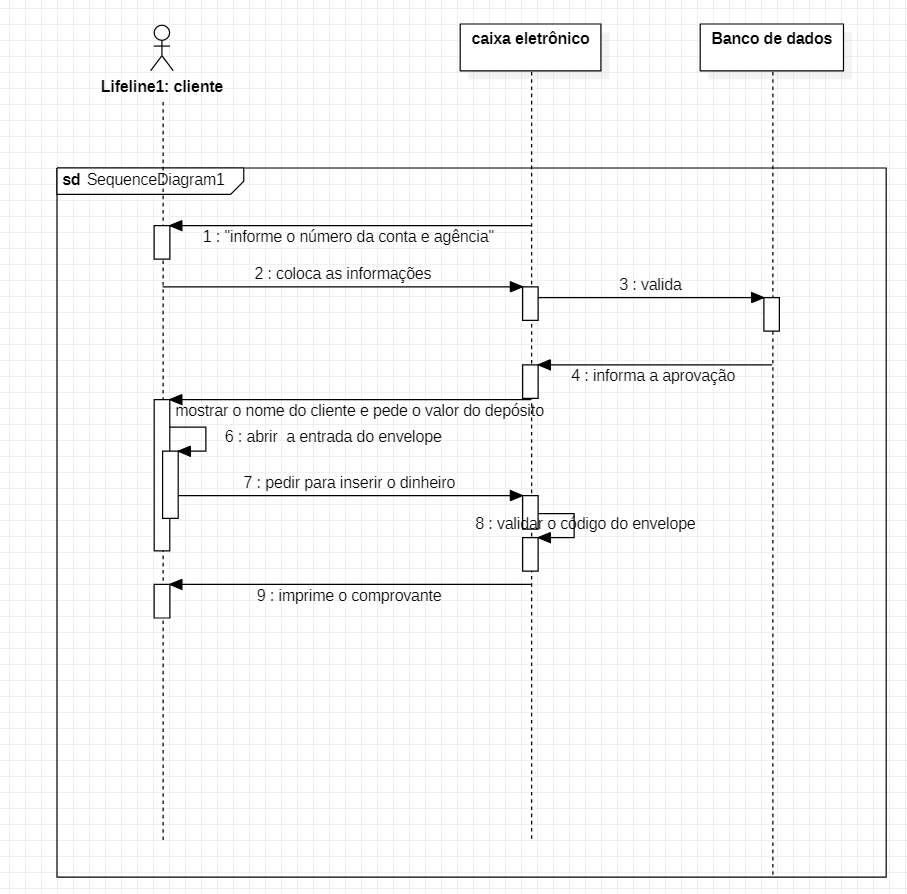 caixa eletrônico
Banco de dados
Lifeline1: cliente
sd SequenceDiagram1
1 : "informe o número da conta e agência"
2 : coloca as informações
3 : valida
4 : informa a aprovação
mostrar o nome do cliente e pede o valor do depósito
6 : abrir  a entrada do envelope
7 : pedir para inserir o dinheiro
8 : validar o código do envelope
9 : imprime o comprovante